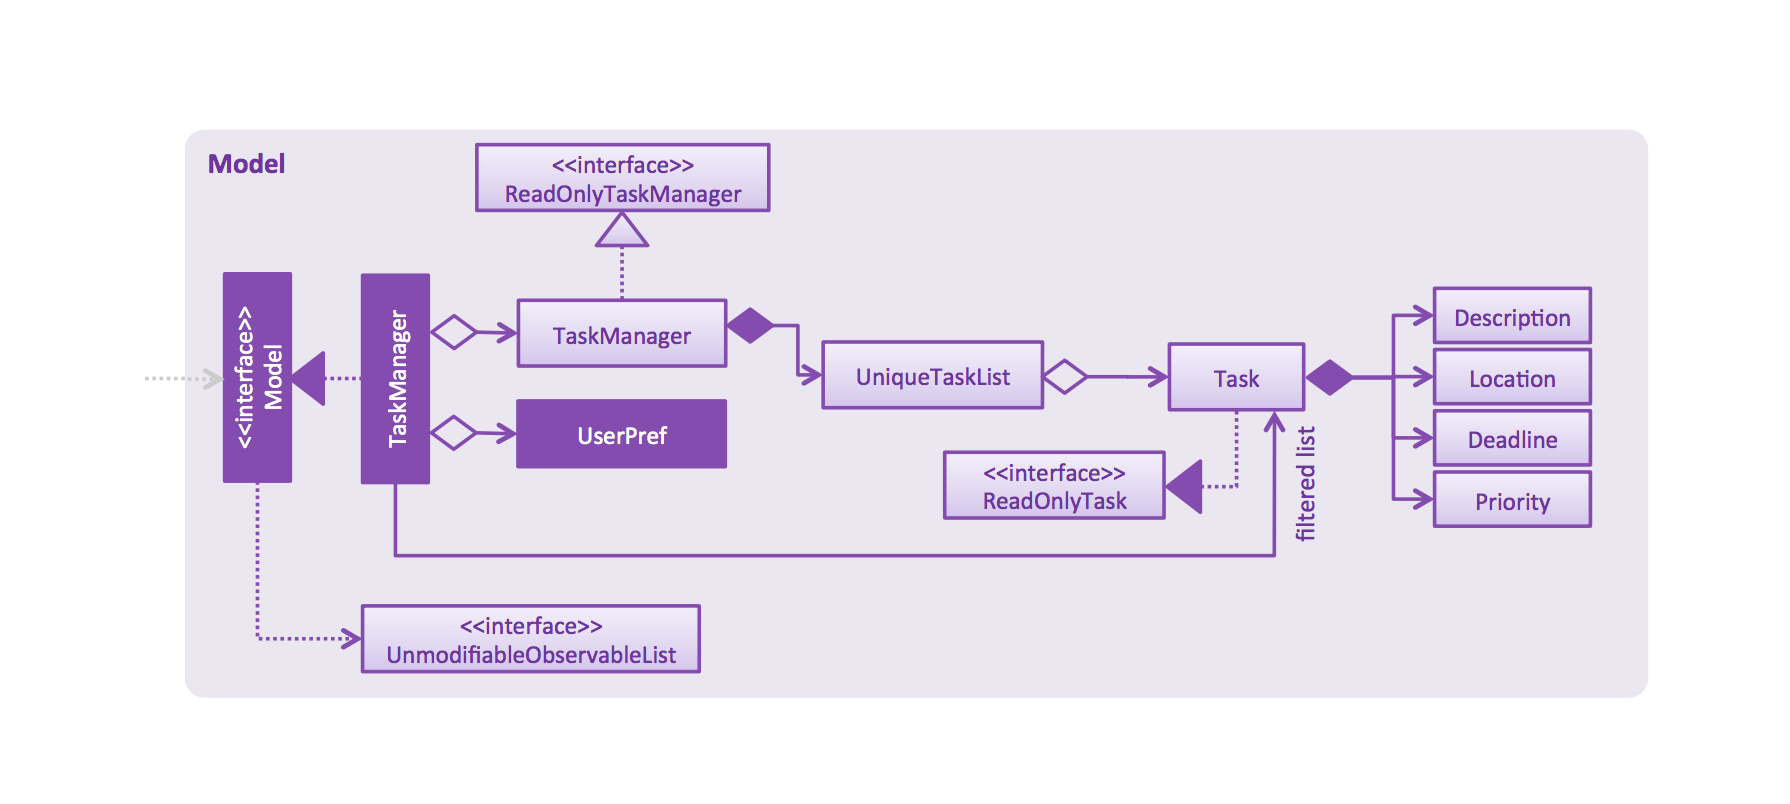 Model
<<interface>>
ReadOnlyTaskManager
<<interface>>
Model
TaskManager
TaskManager
UserPref
UniqueTaskList
Task
<<interface>>
ReadOnlyTask
filtered list
Description
Location
Deadline
Priority
<<interface>>
UnmodifiableObservableList